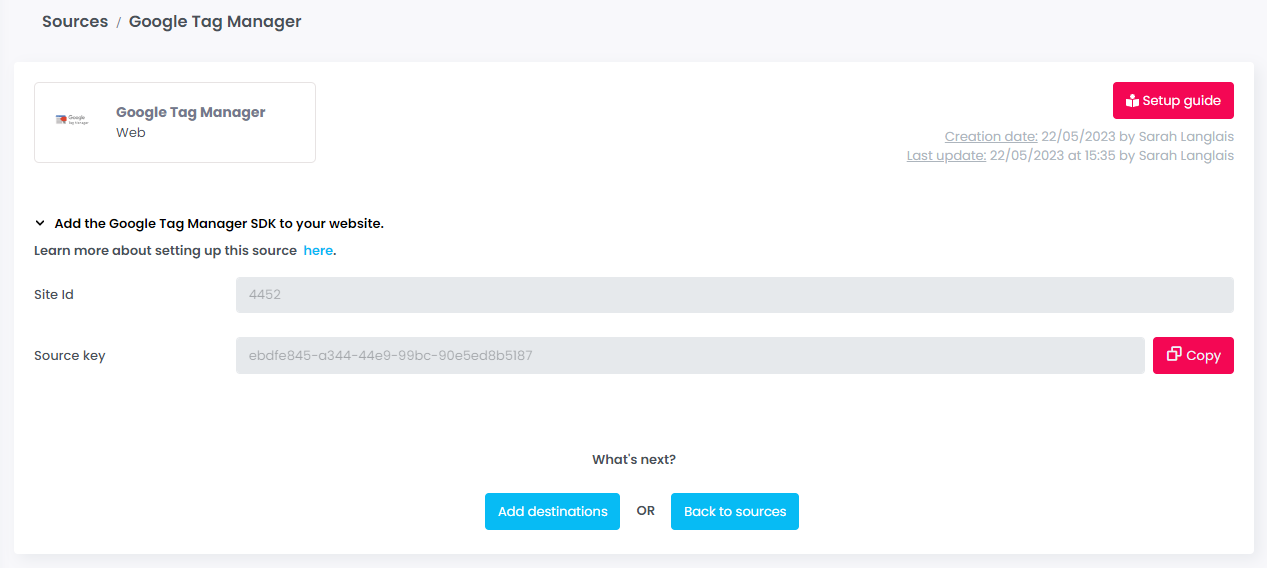 Sources / Google Tag Manager
Google Tag Manager
Web
Google
Tag Manager
Setup guide
Creation date: 22/05/2023 by Sarah Langlais
Last update: 22/05/2023 at 15:35 by Sarah Langlais
Add the Google Tag Manager SDK to your website.
Learn more about setting up this source here.
Site Id 4452
Source key ebdfe845-a344-44e9-99bc-90e5ed8b5187 Copy
What's next?
Add destinations OR Back to sources